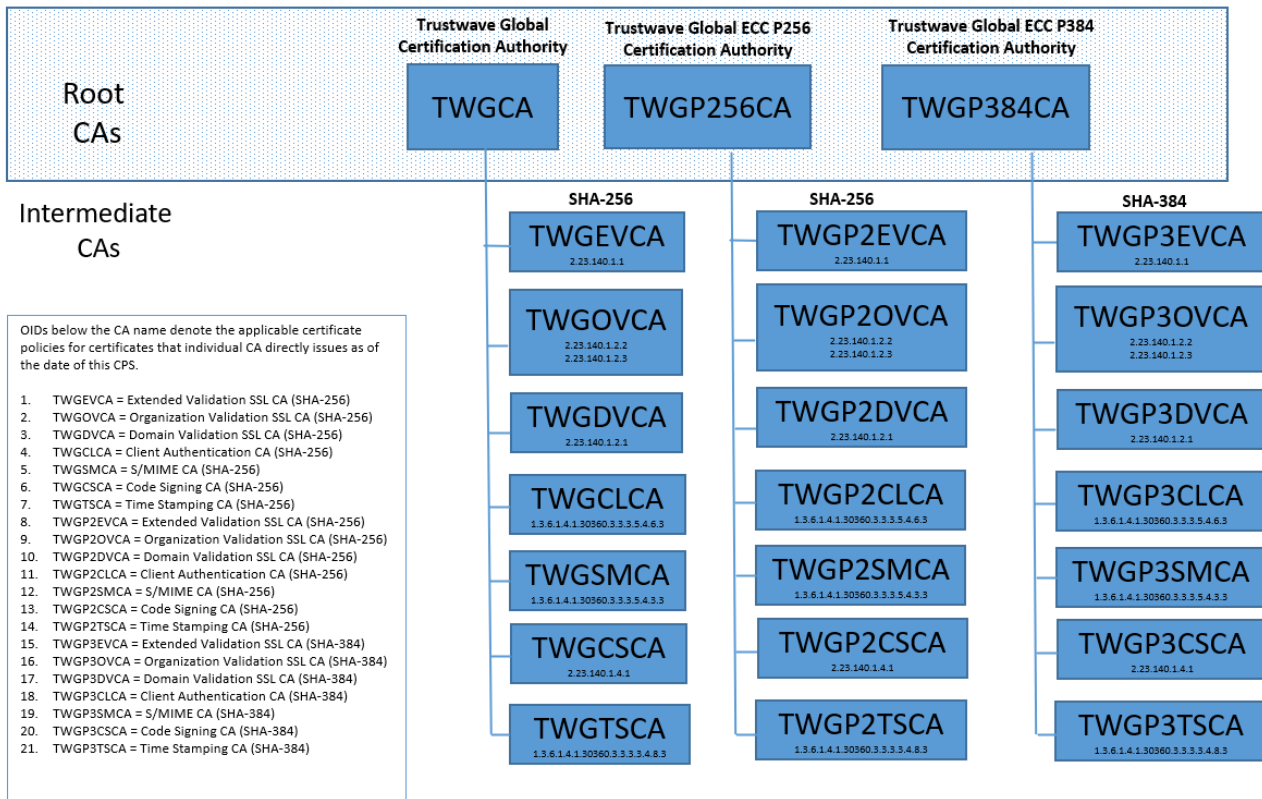 Trustwave Global
Certification Authority
Trustwave Global ECC P256
Certification Authority
Trustwave Global ECC P384
Certification Authority
Root
CAs
TWGCA
TWGP256CA
TWGP384CA
Intermediate
CAs
SHA-256
TWGEVCA
2.23.140.1.1
TWGOVCA
2.23.140.1.2.2
2.23.140.1.2.3
TWGDVCA
2.23.140.1.2.1
TWGCLCA
1.3.6.1.4.1.30360.3.3.3.5.4.6.3
TWGSMCA
1.3.6.1.4.1.30360.3.3.3.5.4.3.3
TWGCSCA
2.23.140.1.4.1
TWGTSCA
1.3.6.1.4.1.30360.3.3.3.3.4.8.3
SHA-256
TWGP2EVCA
2.23.140.1.1
TWGP2OVCA
2.23.140.1.2.2
2.23.140.1.2.3
TWGP2DVCA
2.23.140.1.2.1
TWGP2CLCA
1.3.6.1.4.1.30360.3.3.3.5.4.6.3
TWGP2SMCA
1.3.6.1.4.1.30360.3.3.3.5.4.3.3
TWGP2CSCA
2.23.140.1.4.1
TWGP2TSCA
1.3.6.1.4.1.30360.3.3.3.3.4.8.3
SHA-384
TWGP3EVCA
2.23.140.1.1
TWGP3OVCA
2.23.140.1.2.2
2.23.140.1.2.3
TWGP3DVCA
2.23.140.1.2.1
TWGP3CLCA
1.3.6.1.4.1.30360.3.3.3.5.4.6.3
TWGP3SMCA
1.3.6.1.4.1.30360.3.3.3.5.4.3.3
TWGP3CSCA
2.23.140.1.4.1
TWGP3TSCA
1.3.6.1.4.1.30360.3.3.3.3.4.8.3
OIDs below the CA name denote the applicable certificate
policies for certificates that individual CA directly issues as of
the date of this CPS.
1. TWGEVCA = Extended Validation SSL CA (SHA-256)
2. TWGOVCA = Organization Validation SSL CA (SHA-256)
3. TWGDVCA = Domain Validation SSL CA (SHA-256)
4. TWGCLCA = Client Authentication CA (SHA-256)
5. TWGSMCA = S/MIME CA (SHA-256)
6. TWGCSCA = Code Signing CA (SHA-256)
7. TWGTSCA = Time Stamping CA (SHA-256)
8. TWGP2EVCA = Extended Validation SSL CA (SHA-256)
9. TWGP2OVCA = Organization Validation SSL CA (SHA-256)
10. TWGP2DVCA = Domain Validation SSL CA (SHA-256)
11. TWGP2CLCA = Client Authentication CA (SHA-256)
12. TWGP2SMCA = S/MIME CA (SHA-256)
13. TWGP2CSCA = Code Signing CA (SHA-256)
14. TWGP2TSCA = Time Stamping CA (SHA-256)
15. TWGP3EVCA = Extended Validation SSL CA (SHA-384)
16. TWGP3OVCA = Organization Validation SSL CA (SHA-384)
17. TWGP3DVCA = Domain Validation SSL CA (SHA-384)
18. TWGP3CLCA = Client Authentication CA (SHA-384)
19. TWGP3SMCA = S/MIME CA (SHA-384)
20. TWGP3CSCA = Code Signing CA (SHA-384)
21. TWGP3TSCA = Time Stamping CA (SHA-384)